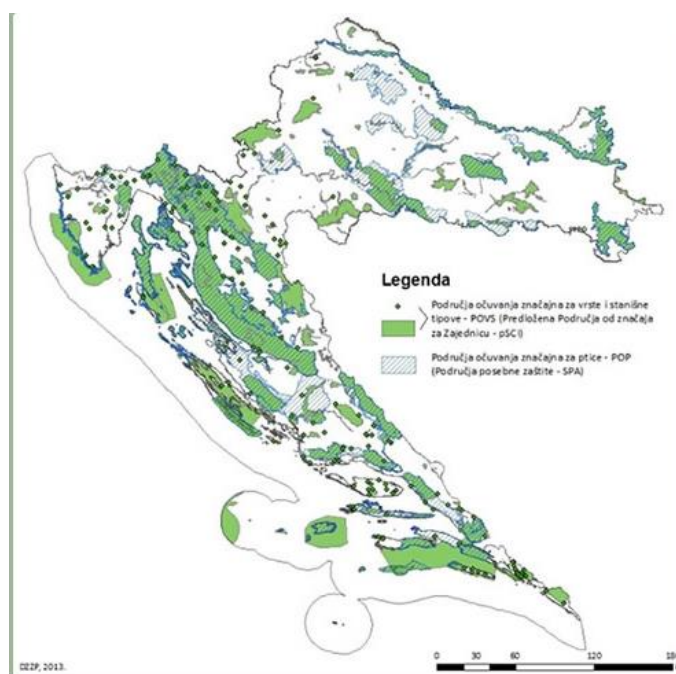 Legenda
Područja očuvanja značajna za vrste i stanišne
tipove - POVS (Predložena Područja od značaja
za Zajednicu - pSCI)
Područja očuvanja značajna za ptice - POP
(Područja posebne zaštite - SPA)
DZZP, 2013.
0 30 60 120 180